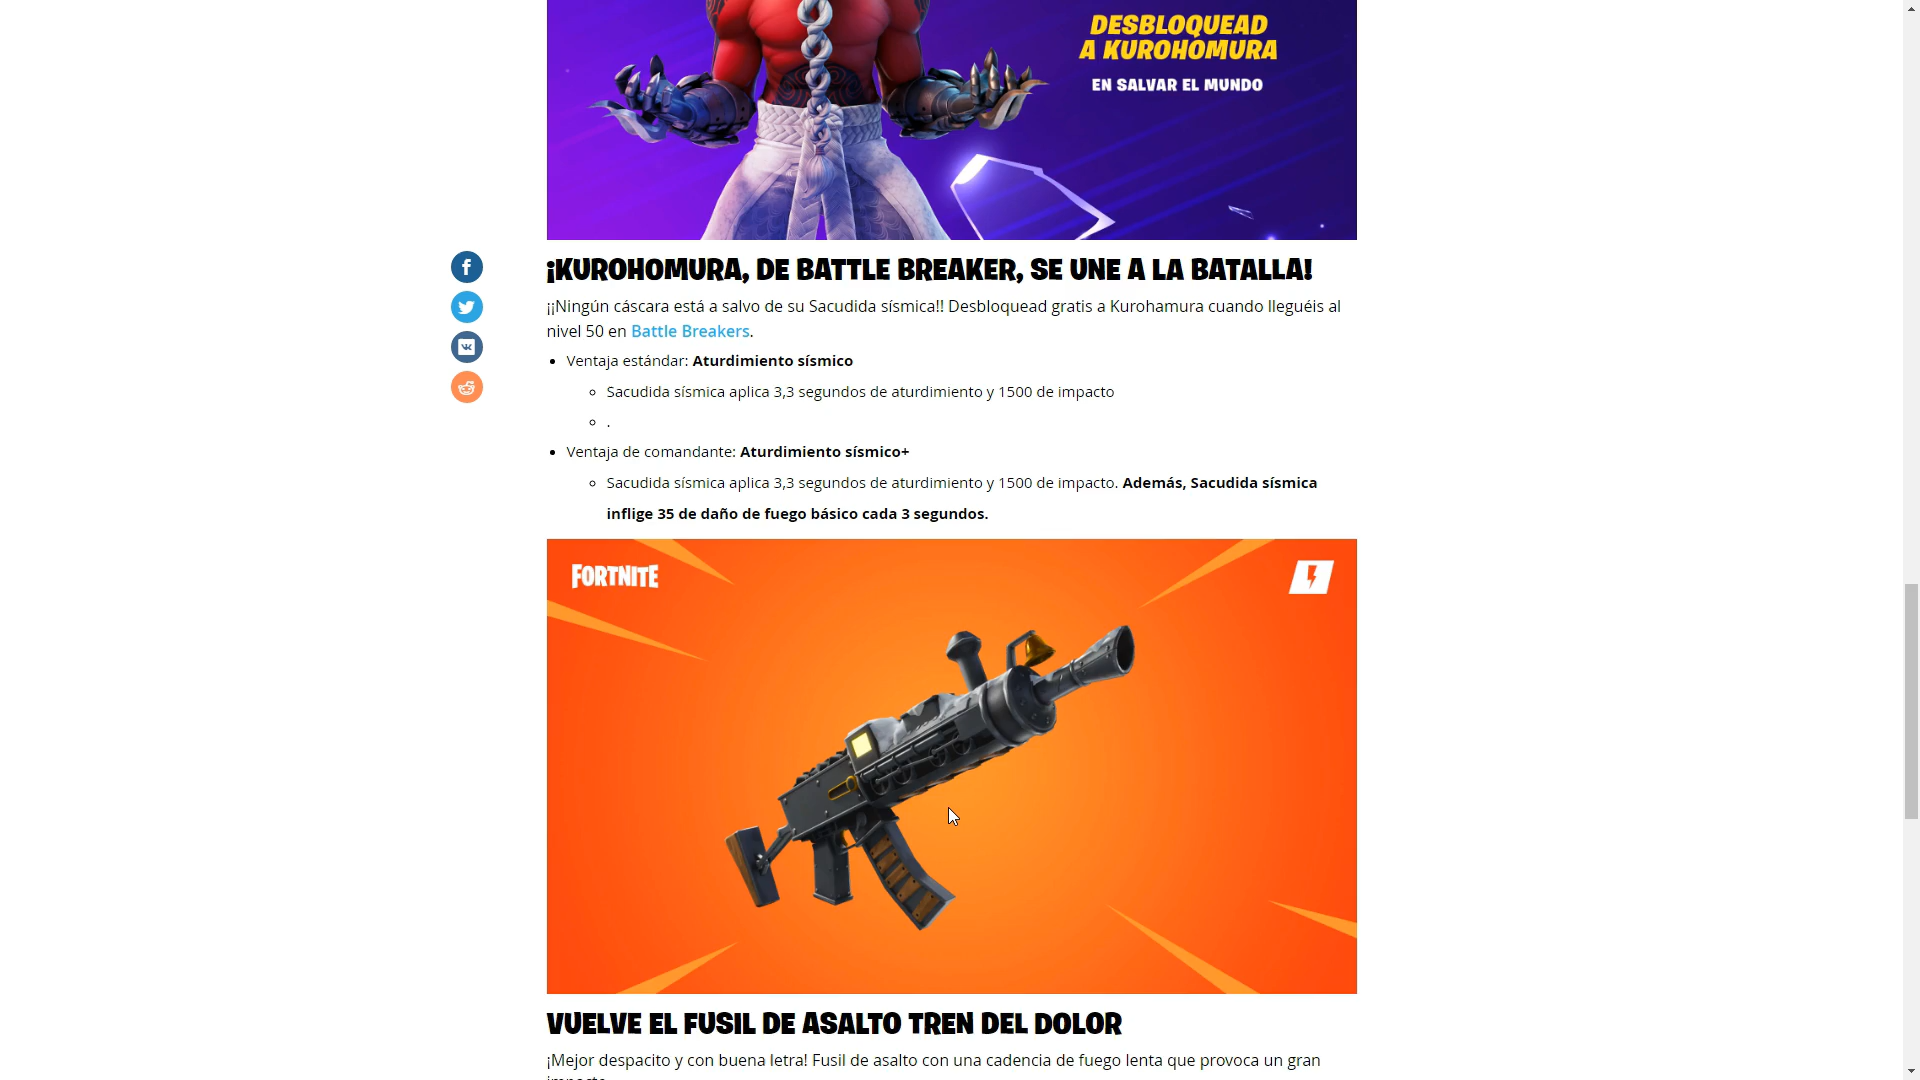 DESBLOQUEAD
A KUROHOMURA
EN SALVAR EL MUNDO
¡KUROHOMURA, DE BATTLE BREAKER, SE UNE A LA BATALLA!
¡¡Ningún cáscara está a salvo de su Sacudida sísmica!! Desbloquead gratis a Kurohamura cuando lleguéis al
nivel 50 en Battle Breakers.
Ventaja estándar: Aturdimiento sísmico
Sacudida sísmica aplica 3,3 segundos de aturdimiento y 1500 de impacto
.
Ventaja de comandante: Aturdimiento sísmico+
Sacudida sísmica aplica 3,3 segundos de aturdimiento y 1500 de impacto. Además, Sacudida sísmica
inflige 35 de daño de fuego básico cada 3 segundos.
FORTNITE
VUELVE EL FUSIL DE ASALTO TREN DEL DOLOR
¡Mejor despacito y con buena letra! Fusil de asalto con una cadencia de fuego lenta que provoca un gran